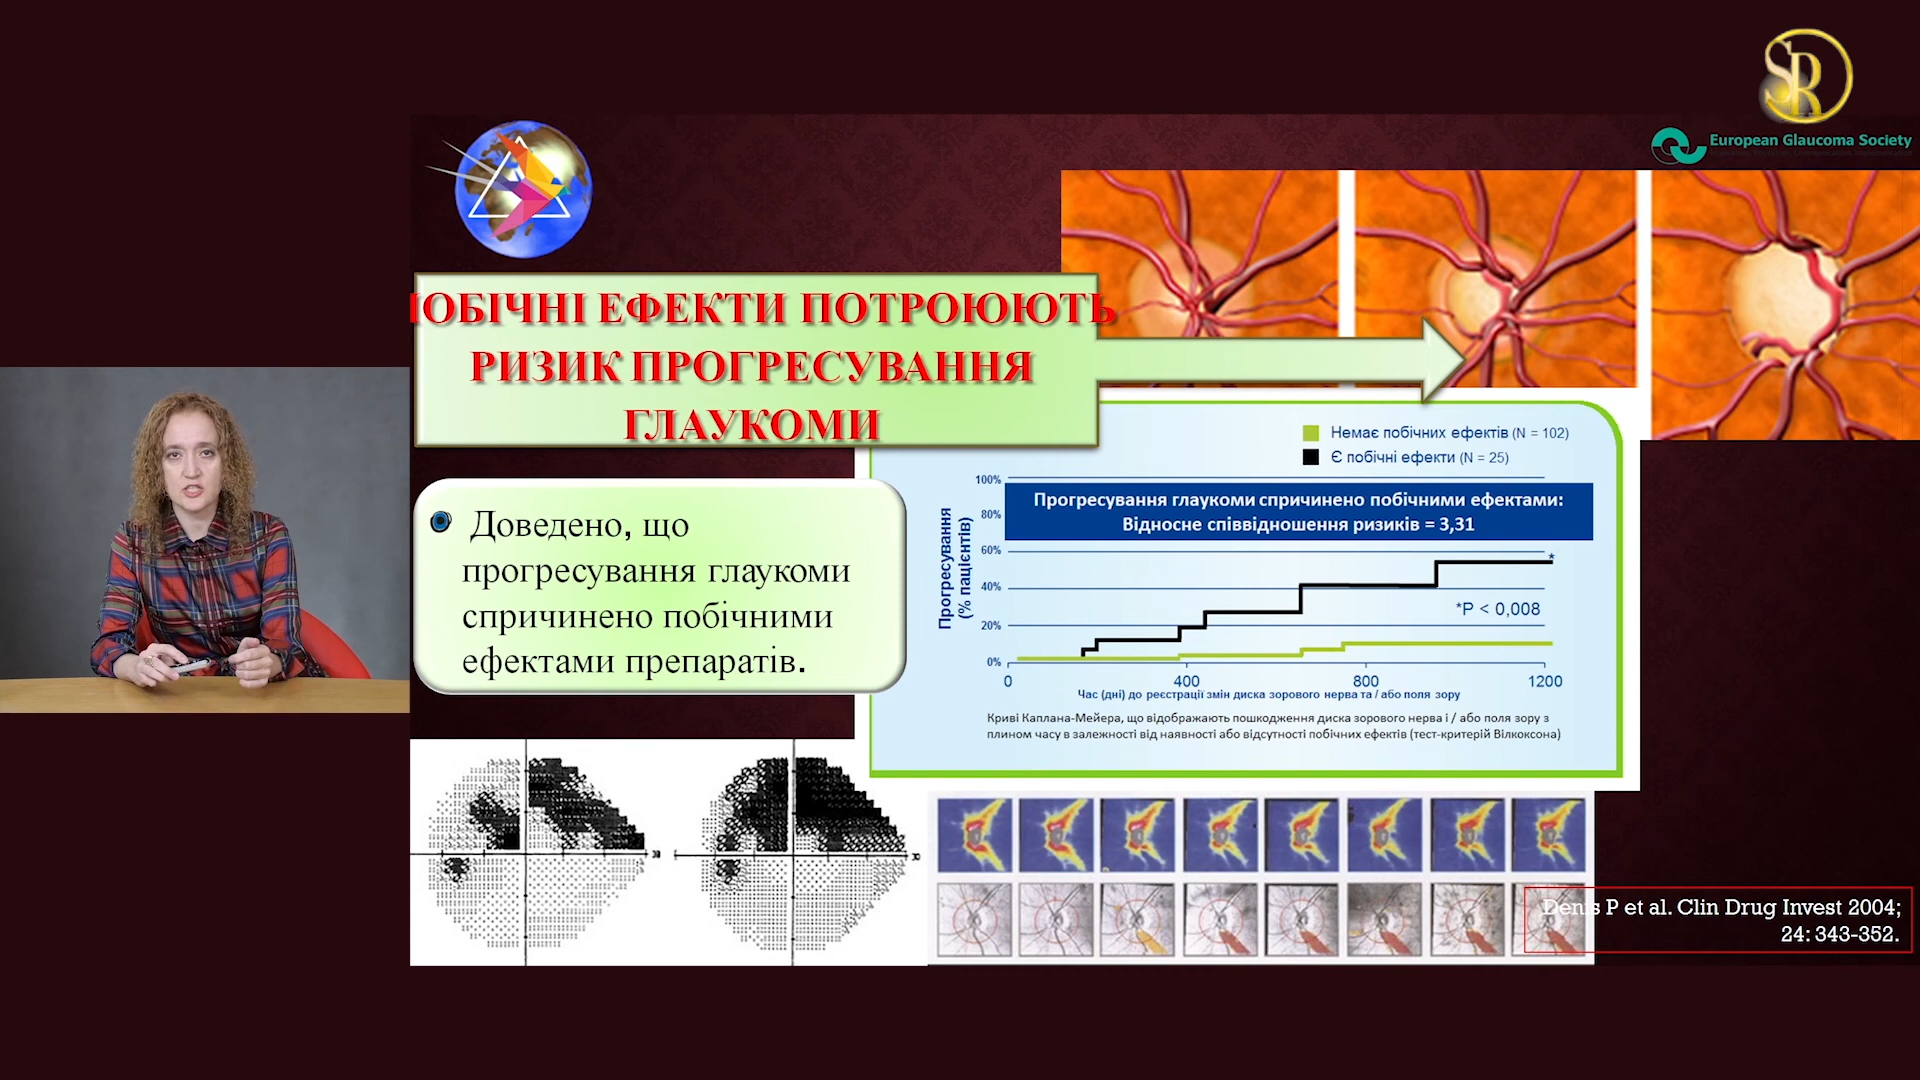 SR
European Glaucoma Society
ПОБІЧНІ ЕФЕКТИ ПОТРОЮЮТЬ
РИЗИК ПРОГРЕСУВАННЯ
ГЛАУКОМИ
Доведено, що
прогресування глаукоми
спричинено побічними
ефектами препаратів.
Немає побічних ефектів (N = 102)
Є побічні ефекти (N = 25)
Прогресування глаукоми спричинено побічними ефектами:
Відносне співвідношення ризиків = 3,31
Прогресування
(% пацієнтів)
100%
80%
60%
40%
20%
0%
*
*P < 0,008
0 400 800 1200
Час (дні) до реєстрації змін диска зорового нерва та / або поля зору
Криві Каплана-Мейера, що відображають пошкодження диска зорового нерва і / або поля зору з
плином часу в залежності від наявності або відсутності побічних ефектів (тест-критерій Вілкоксона)
30
30
Denis P et al. Clin Drug Invest 2004;
24: 343-352.